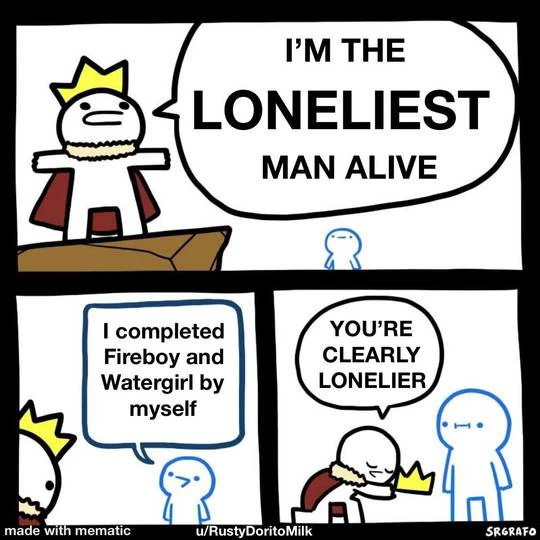 I'M THE
LONELIEST
MAN ALIVE
I completed
Fireboy and
Watergirl by
myself
YOU'RE
CLEARLY
LONELIER
made with mematic
u/RustyDoritoMilk
SRGRAFO